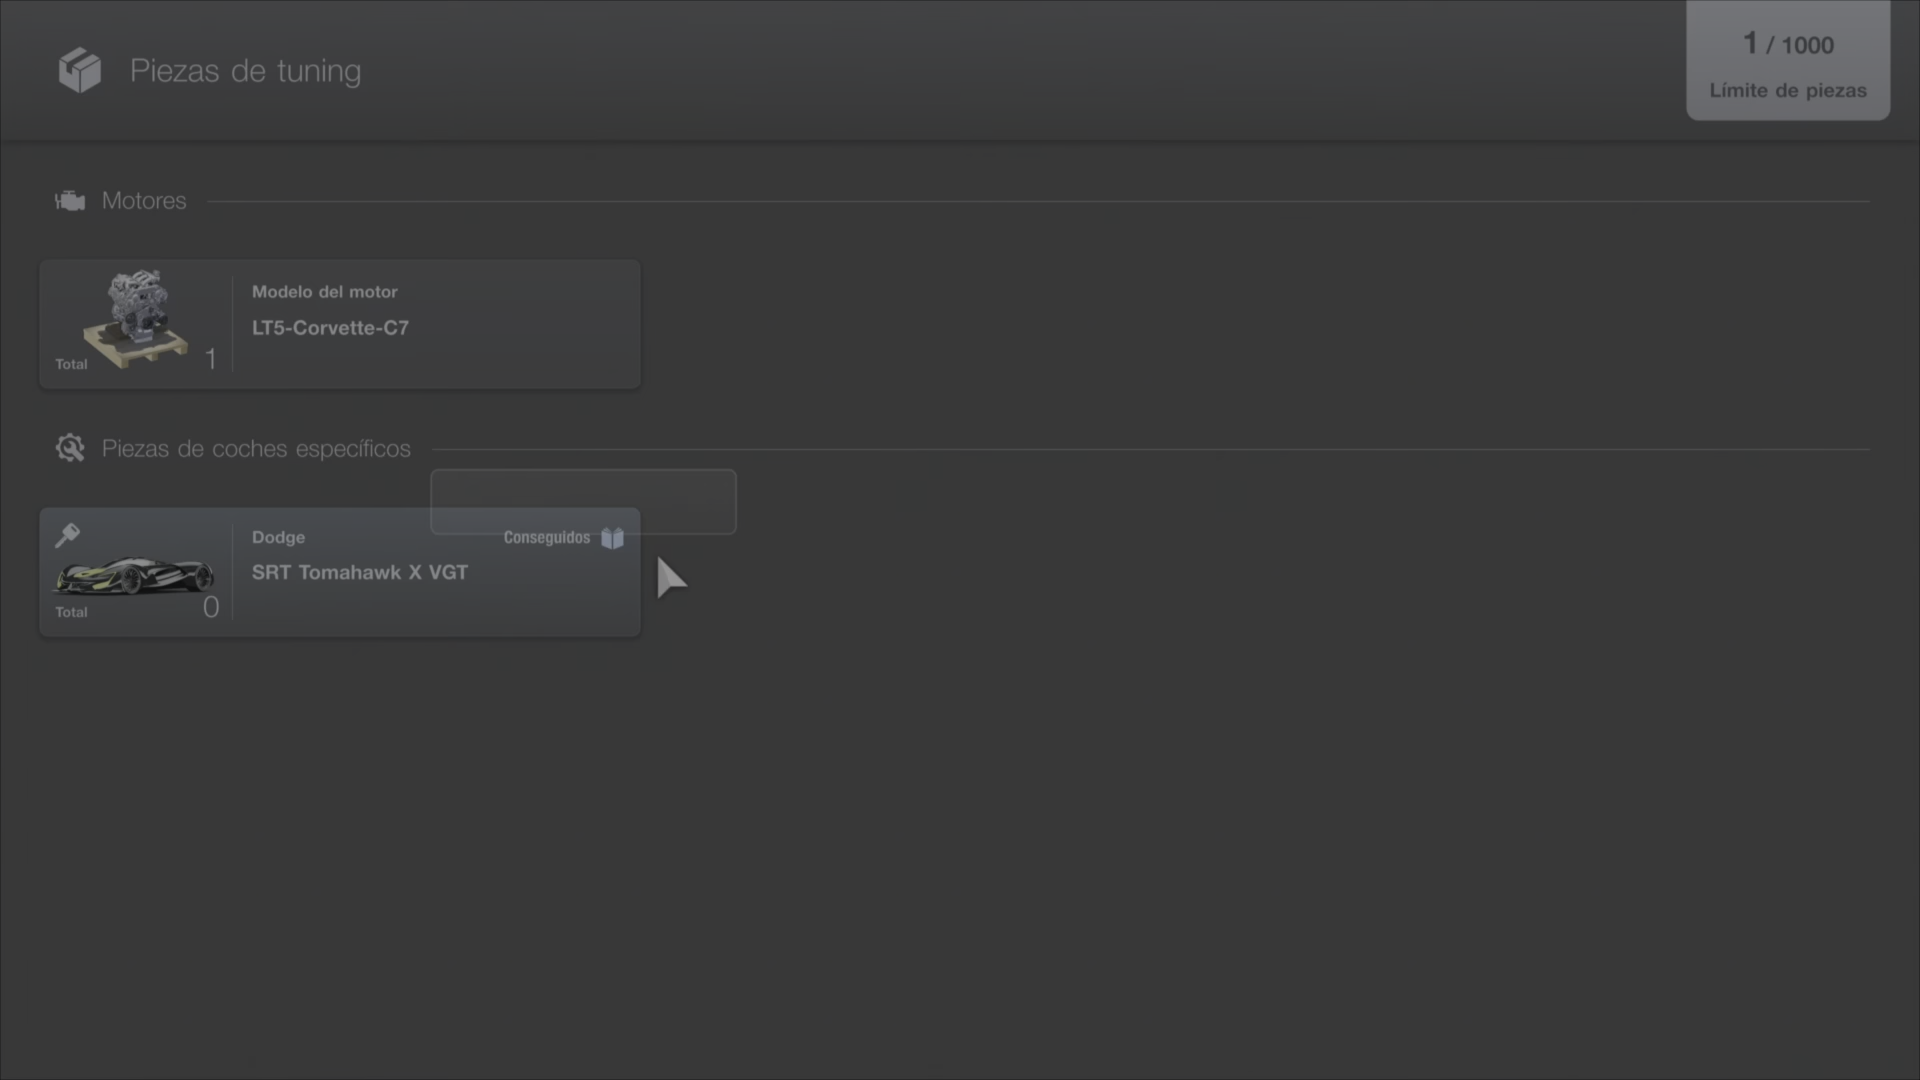 Piezas de tuning
1 / 1000
Límite de piezas
Motores
Modelo del motor
LT5-Corvette-C7
Total 1
Piezas de coches específicos
Dodge
Conseguidos
SRT Tomahawk X VGT
Total 0